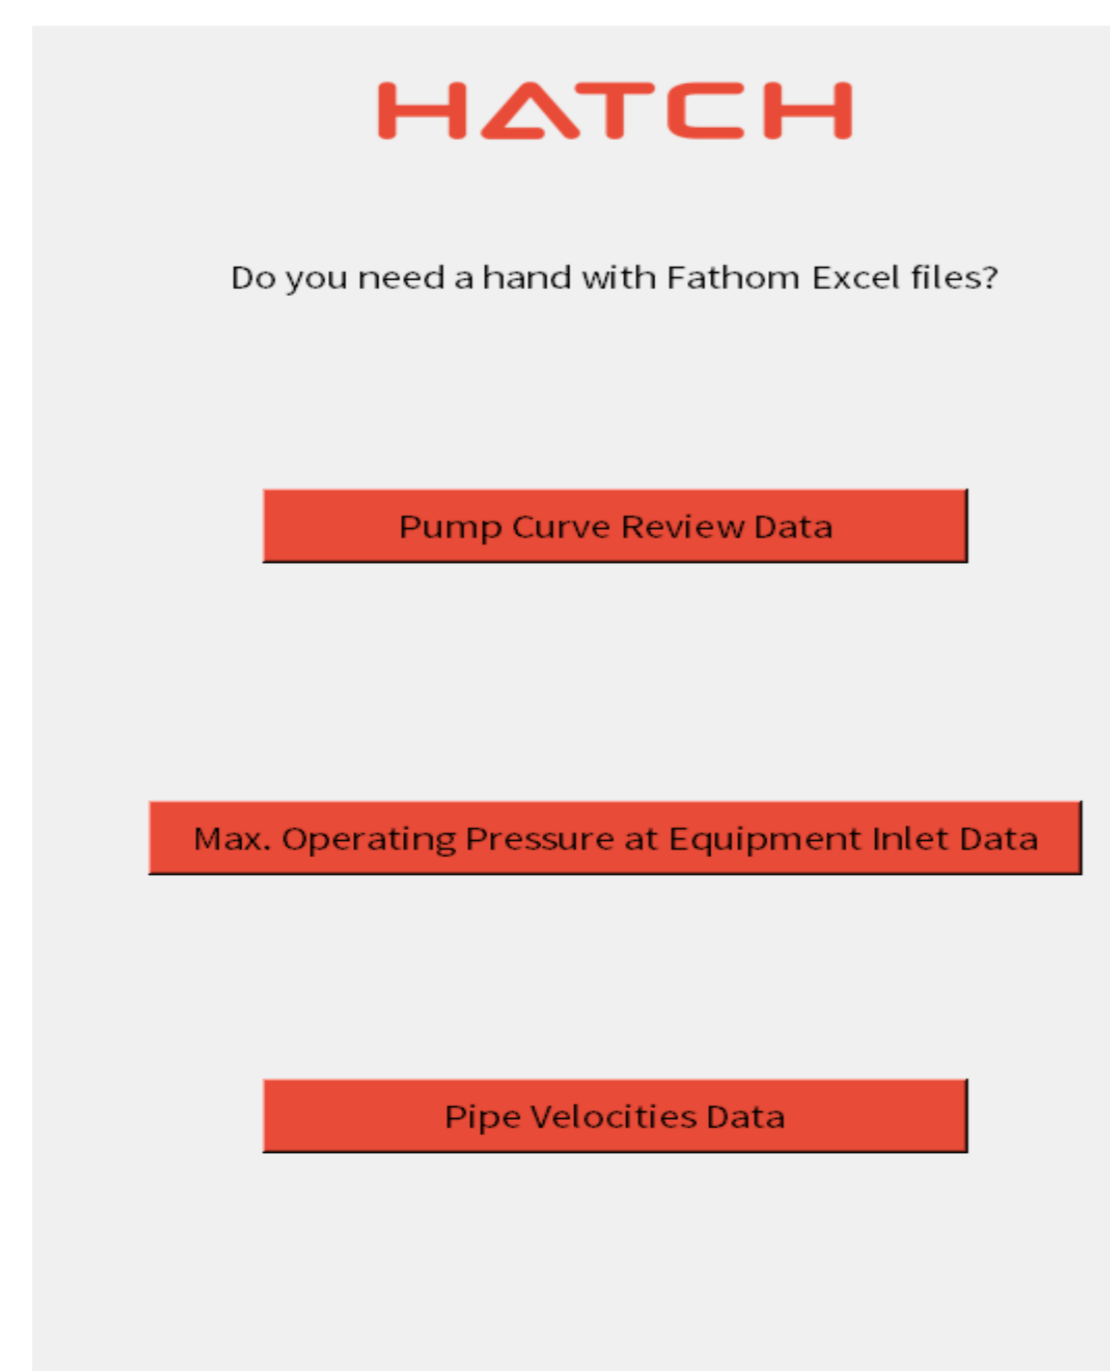 HATCH
Do you need a hand with Fathom Excel files?
Pump Curve Review Data
Max. Operating Pressure at Equipment Inlet Data
Pipe Velocities Data